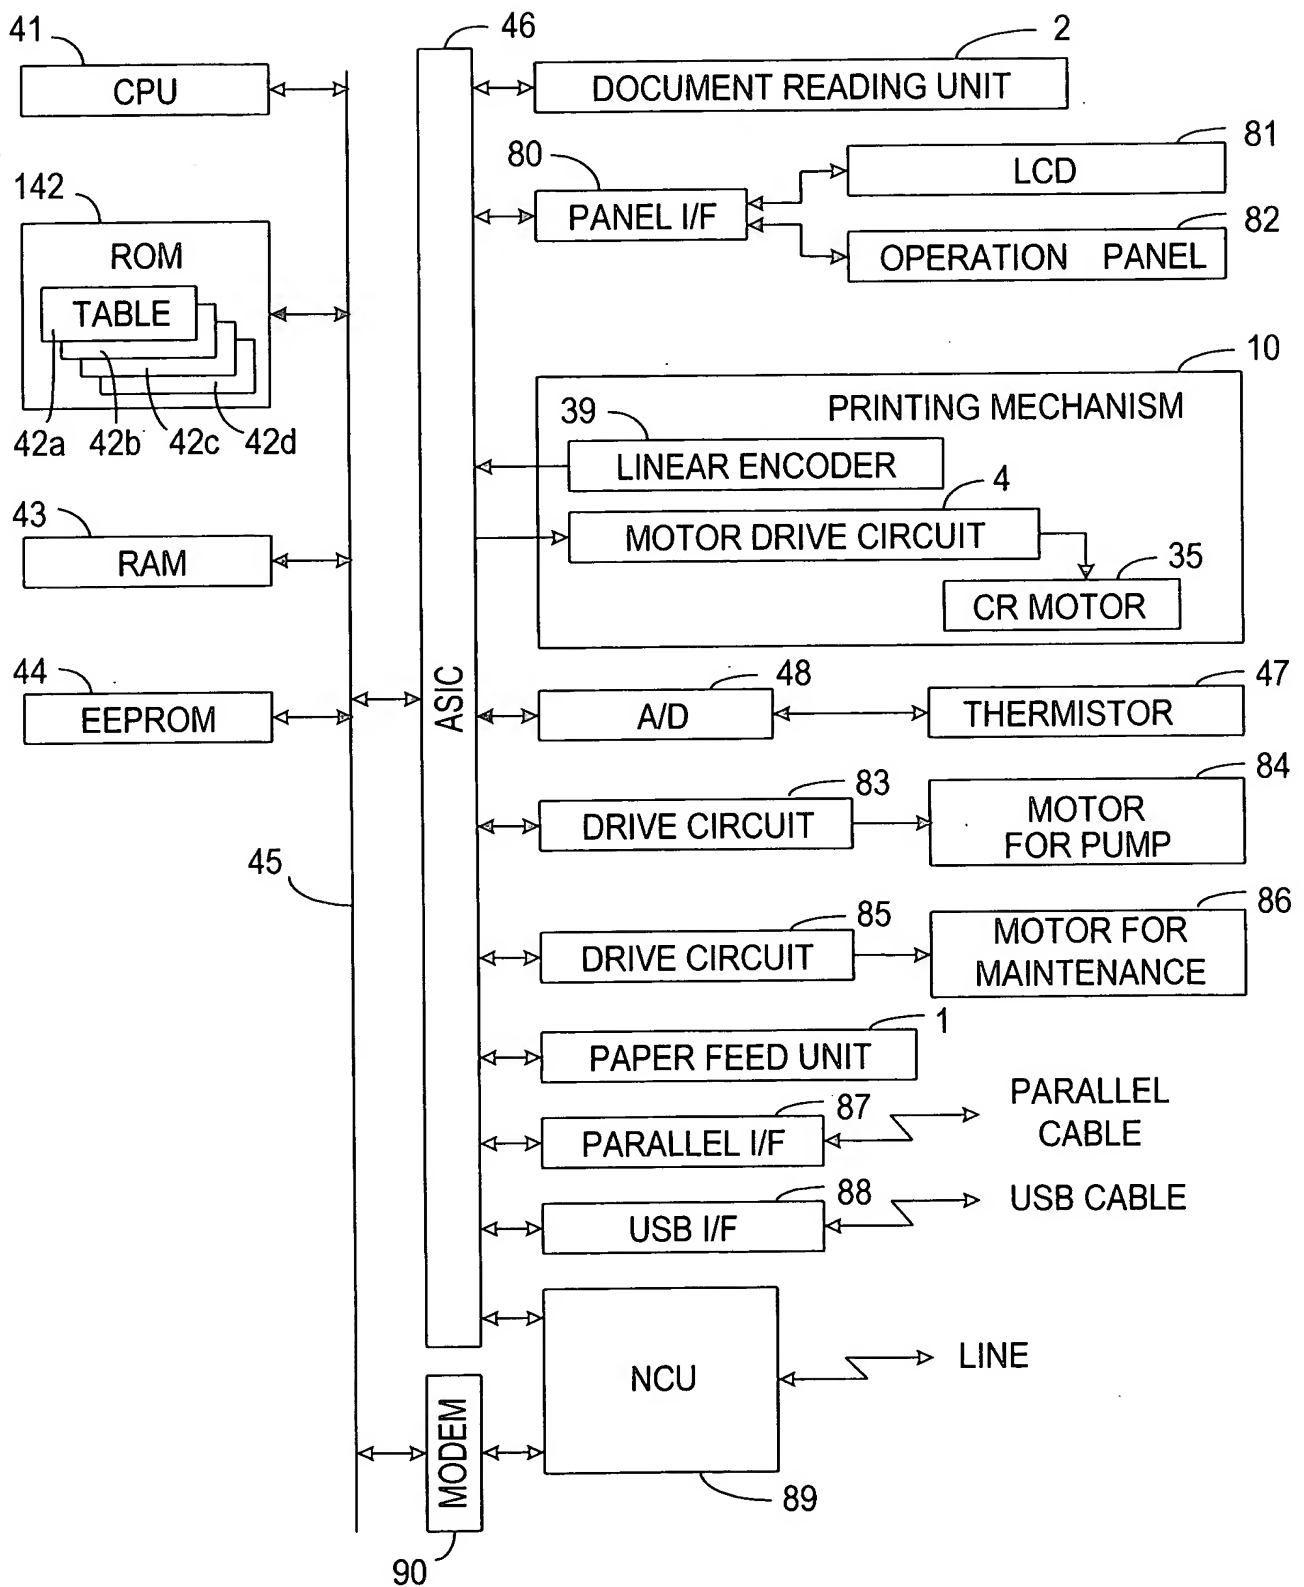 41
46
2
CPU
DOCUMENT READING UNIT
80
81
LCD
PANEL I/F
82
OPERATION PANEL
142
ROM
TABLE
42a
42b
42c
42d
10
PRINTING MECHANISM
39
LINEAR ENCODER
4
MOTOR DRIVE CIRCUIT
35
CR MOTOR
43
RAM
44
EEPROM
ASIC
48
A/D
47
THERMISTOR
83
DRIVE CIRCUIT
84
MOTOR
FOR PUMP
45
85
DRIVE CIRCUIT
86
MOTOR FOR
MAINTENANCE
1
PAPER FEED UNIT
87
PARALLEL I/F
PARALLEL
CABLE
88
USB I/F
USB CABLE
NCU
LINE
89
MODEM
90